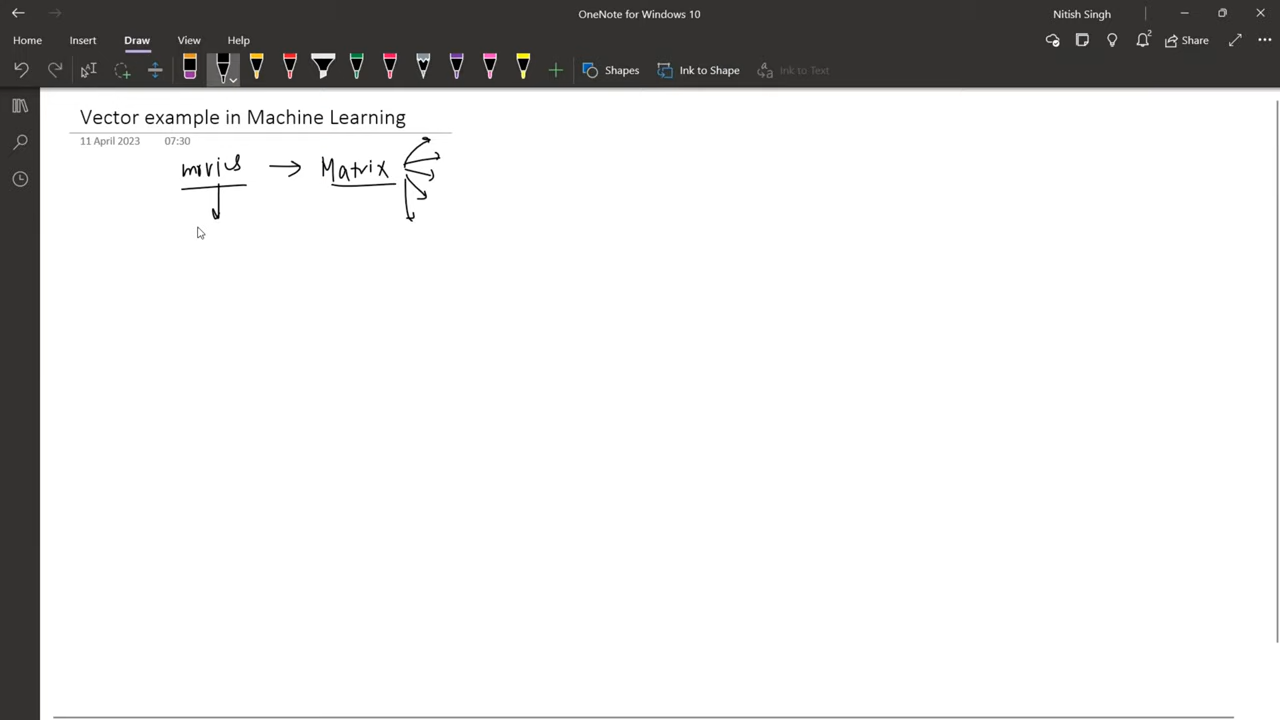 OneNote for Windows 10
Nitish Singh
Home Insert Draw View Help
Share
Shapes Ink to Shape Ink to Text
Vector example in Machine Learning
11 April 2023 07:30
movies → Matrix